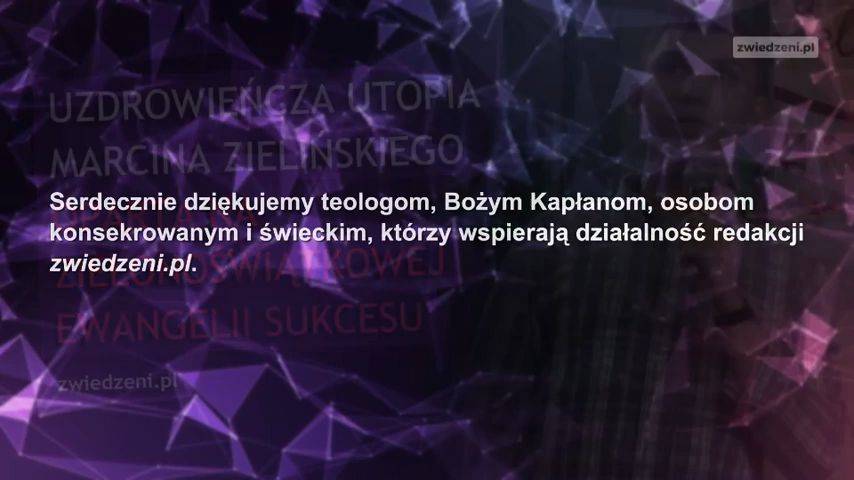 zwiedzeni.pl
UZDROWIEŃCZA UTOPIA
MARCINA ZIELIŃSKIEGO
Serdecznie dziękujemy teologom, Bożym Kapłanom, osobom
konsekrowanym i świeckim, którzy wspierają działalność redakcji
zwiedzeni.pl.
ZIELONOŚWIĄTKOWEJ
EWANGELII SUKCESU
zwiedzeni.pl